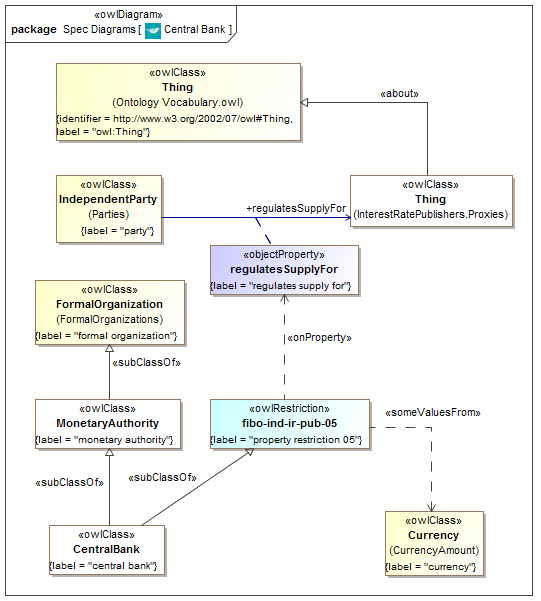 «owlDiagram»
package Spec Diagrams [ Central Bank ]
«owlClass»
Thing
(Ontology Vocabulary.owl)
{identifier = http://www.w3.org/2002/07/owl#Thing,
label = "owl:Thing"}
«about»
«owlClass»
IndependentParty
(Parties)
{label = "party"}
+regulatesSupplyFor
«owlClass»
Thing
(InterestRatePublishers.Proxies)
«objectProperty»
regulatesSupplyFor
{label = "regulates supply for"}
«owlClass»
FormalOrganization
(FormalOrganizations)
{label = "formal organization"}
«onProperty»
«subClassOf»
«owlClass»
MonetaryAuthority
{label = "monetary authority"}
«owlRestriction»
fibo-ind-ir-pub-05
{label = "property restriction 05"}
«someValuesFrom»
«subClassOf»
«subClassOf»
«owlClass»
CentralBank
{label = "central bank"}
«owlClass»
Currency
(CurrencyAmount)
{label = "currency"}